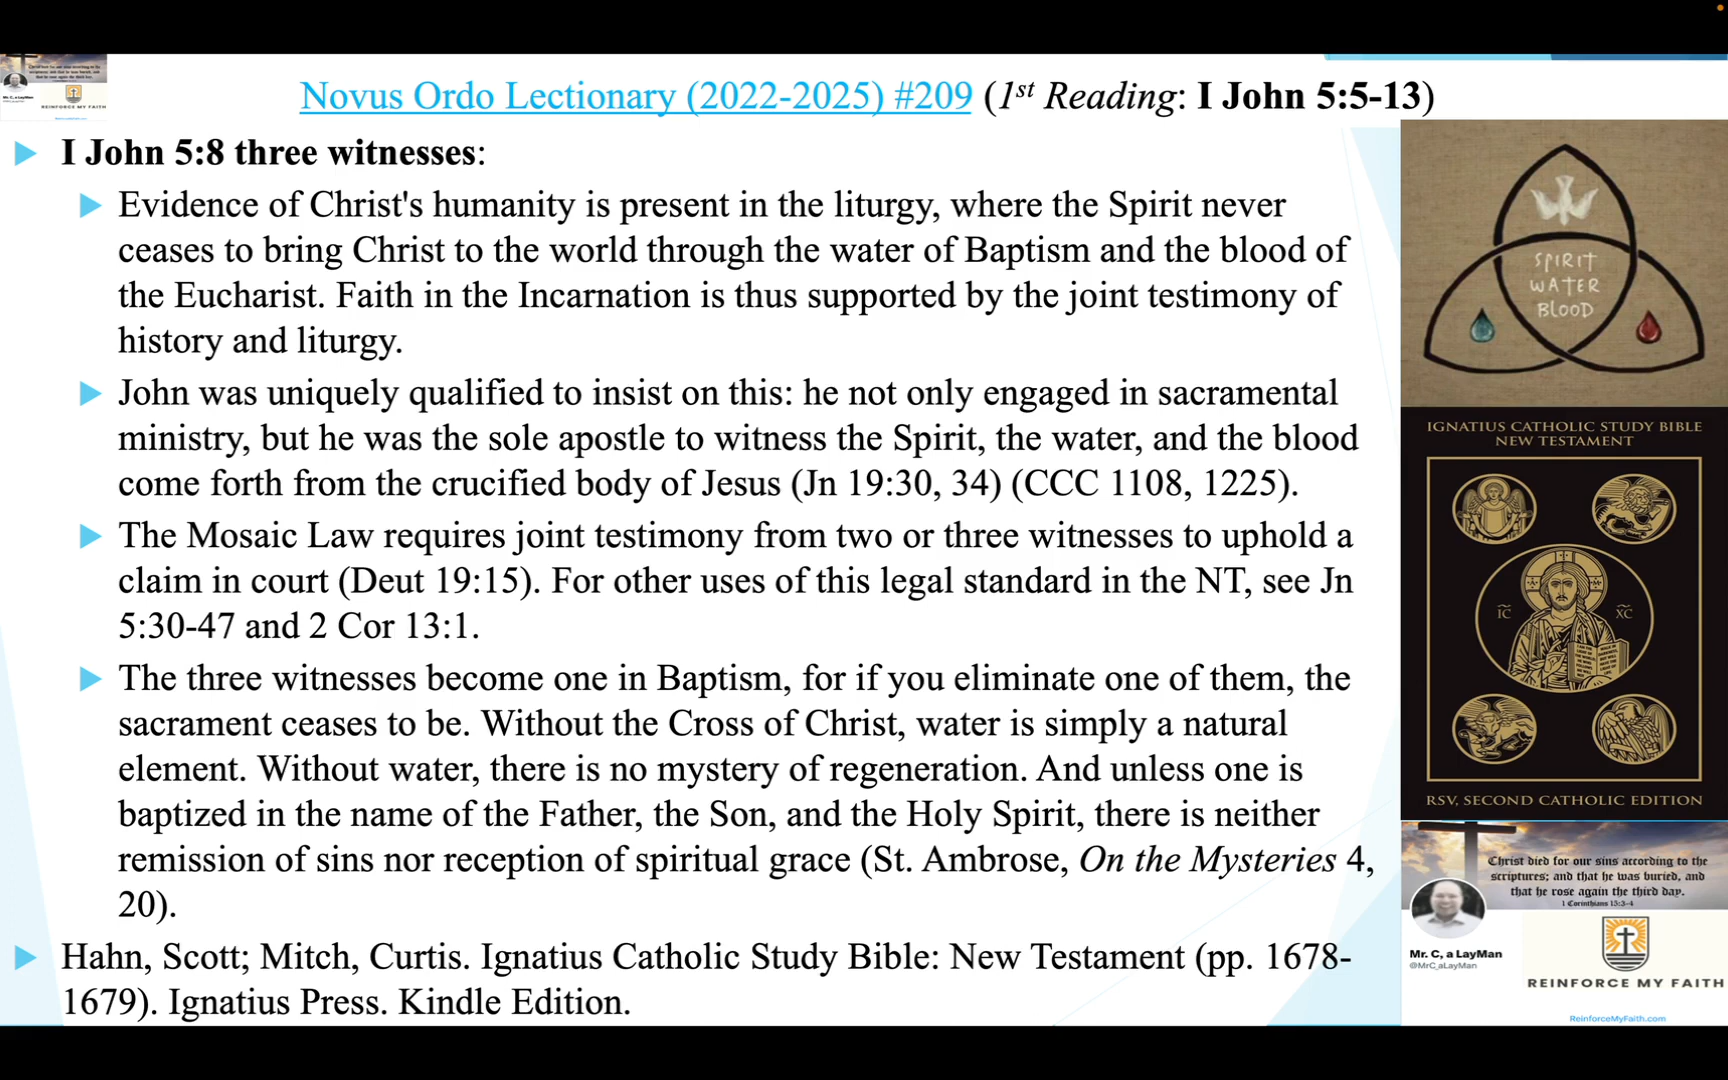 Novus Ordo Lectionary (2022-2025) #209 (1st Reading: I John 5:5-13)
I John 5:8 three witnesses:
Evidence of Christ's humanity is present in the liturgy, where the Spirit never
ceases to bring Christ to the world through the water of Baptism and the blood of
the Eucharist. Faith in the Incarnation is thus supported by the joint testimony of
history and liturgy.
John was uniquely qualified to insist on this: he not only engaged in sacramental
ministry, but he was the sole apostle to witness the Spirit, the water, and the blood
come forth from the crucified body of Jesus (Jn 19:30, 34) (CCC 1108, 1225).
The Mosaic Law requires joint testimony from two or three witnesses to uphold a
claim in court (Deut 19:15). For other uses of this legal standard in the NT, see Jn
5:30-47 and 2 Cor 13:1.
The three witnesses become one in Baptism, for if you eliminate one of them, the
sacrament ceases to be. Without the Cross of Christ, water is simply a natural
element. Without water, there is no mystery of regeneration. And unless one is
baptized in the name of the Father, the Son, and the Holy Spirit, there is neither
remission of sins nor reception of spiritual grace (St. Ambrose, On the Mysteries 4,
20).
Hahn, Scott; Mitch, Curtis. Ignatius Catholic Study Bible: New Testament (pp. 1678-
1679). Ignatius Press. Kindle Edition.
SPIRIT
WATER
BLOOD
IGNATIUS CATHOLIC STUDY BIBLE
NEW TESTAMENT
IC XC
RSV, SECOND CATHOLIC EDITION
Christ died for our sins according to the
scriptures; and that he was buried, and
that he rose again the third day.
1 Corinthians 15:3-4
Mr. C, a LayMan
@MrC_aLayMan
REINFORCE MY FAITH
ReinforceMyFaith.com
Mr. C, a LayMan
REINFORCE MY FAITH